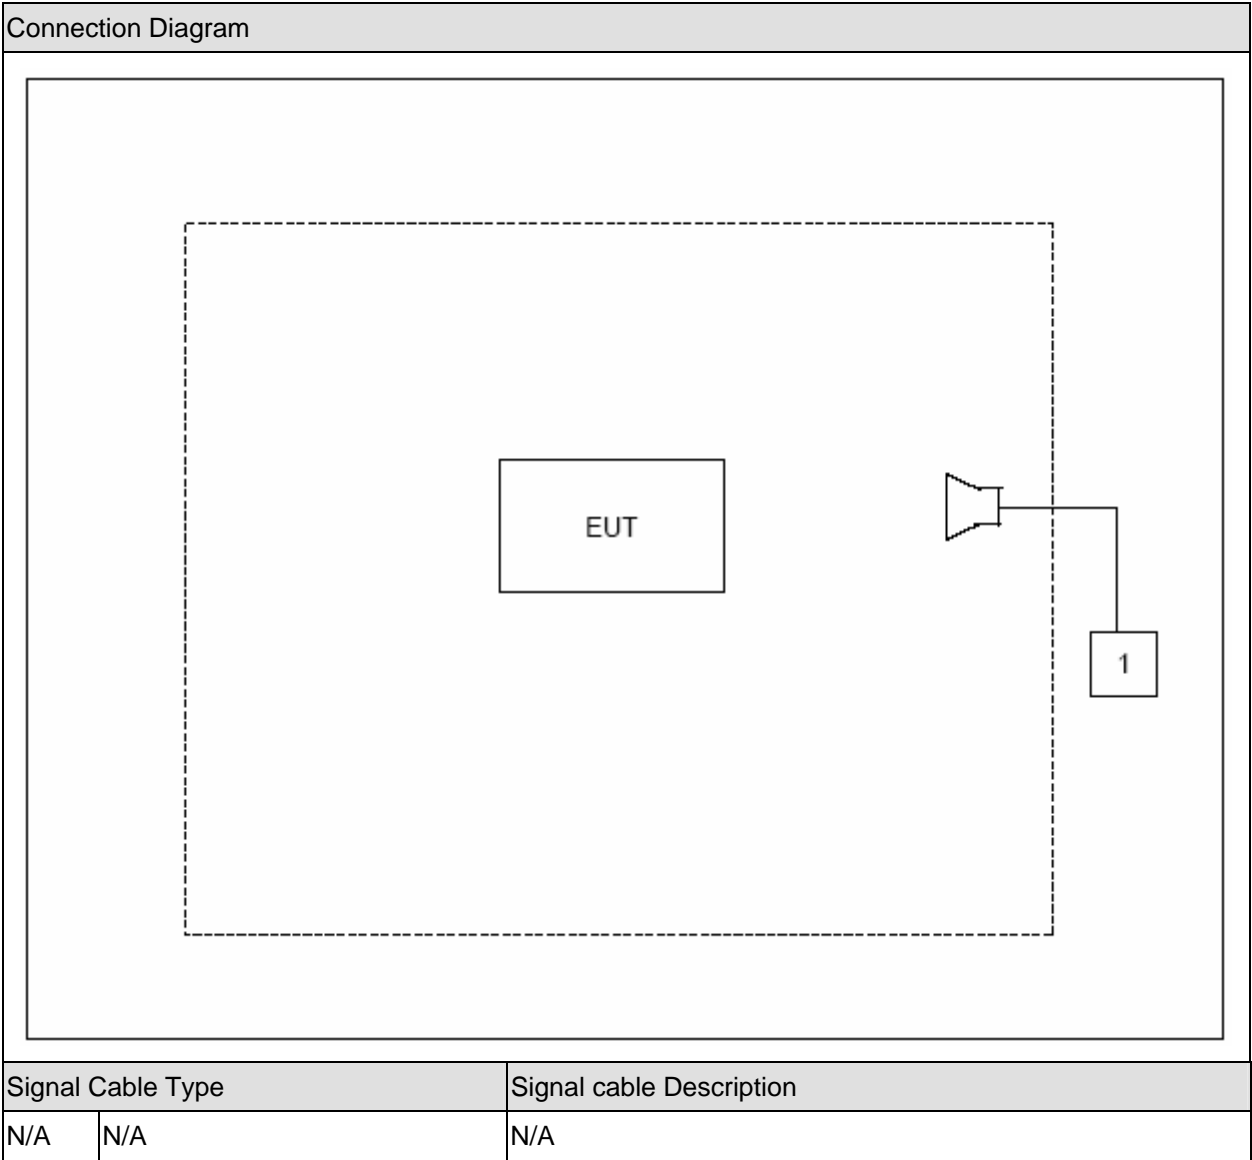 Connection Diagram
EUT
1
Signal Cable Type Signal cable Description
N/A N/A N/A